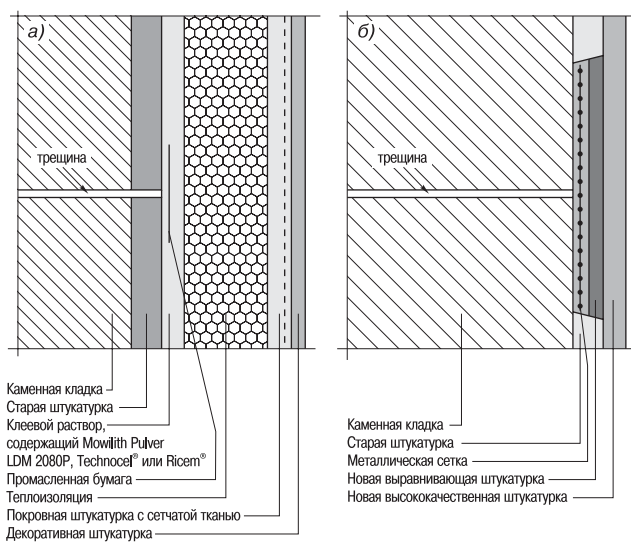 а)
трещина
Каменная кладка
Старая штукатурка
Клеевой раствор,
содержащий Mowilith Pulver
LDM 2080P, Technocel® или Ricem®
Промасленная бумага
Теплоизоляция
Покровная штукатурка с сетчатой тканью
Декоративная штукатурка
б)
трещина
Каменная кладка
Старая штукатурка
Металлическая сетка
Новая выравнивающая штукатурка
Новая высококачественная штукатурка